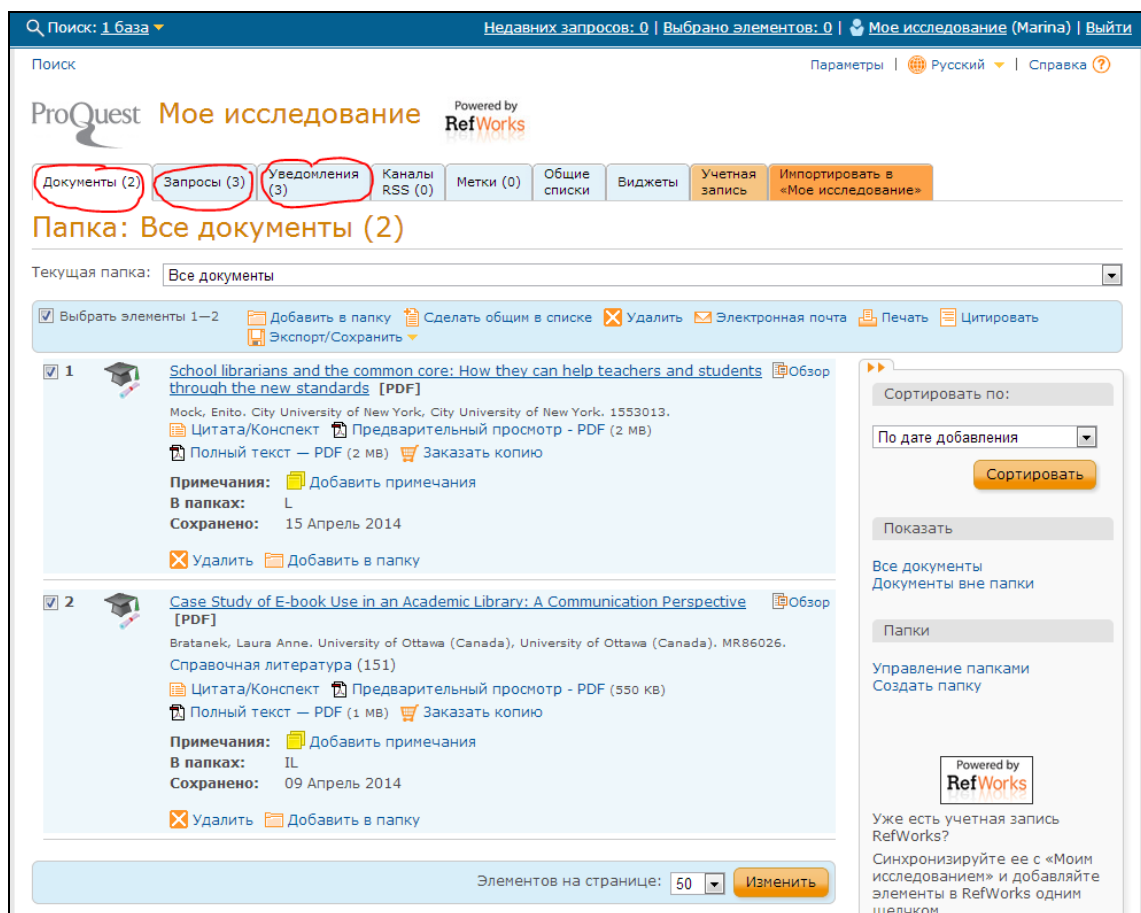 Поиск: 1 база
Недавних запросов: 0 | Выбрано элементов: 0 | Мое исследование (Marina) | Выйти
Поиск
Параметры | Русский | Справка ?
ProQuest Мое исследование Powered by RefWorks
Документы (2)
Запросы (3)
Уведомления (3)
Каналы RSS (0)
Метки (0)
Общие списки
Виджеты
Учетная запись
Импортировать в «Мое исследование»
Папка: Все документы (2)
Текущая папка: Все документы
Выбрать элементы 1—2 Добавить в папку Сделать общим в списке Удалить Электронная почта Печать Цитировать
Экспорт/Сохранить
1 School librarians and the common core: How they can help teachers and students Обзор
through the new standards [PDF]
Mock, Enito. City University of New York, City University of New York. 1553013.
Цитата/Конспект Предварительный просмотр - PDF (2 MB)
Полный текст — PDF (2 MB) Заказать копию
Примечания: Добавить примечания
В папках: L
Сохранено: 15 Апрель 2014
Удалить Добавить в папку
2 Case Study of E-book Use in an Academic Library: A Communication Perspective Обзор
[PDF]
Bratanek, Laura Anne. University of Ottawa (Canada), University of Ottawa (Canada). MR86026.
Справочная литература (151)
Цитата/Конспект Предварительный просмотр - PDF (550 KB)
Полный текст — PDF (1 MB) Заказать копию
Примечания: Добавить примечания
В папках: IL
Сохранено: 09 Апрель 2014
Удалить Добавить в папку
Элементов на странице: 50 Изменить
Сортировать по:
По дате добавления
Сортировать
Показать
Все документы
Документы вне папки
Папки
Управление папками
Создать папку
Powered by
RefWorks
Уже есть учетная запись
RefWorks?
Синхронизируйте ее с «Моим
исследованием» и добавляйте
элементы в RefWorks одним
щелчком